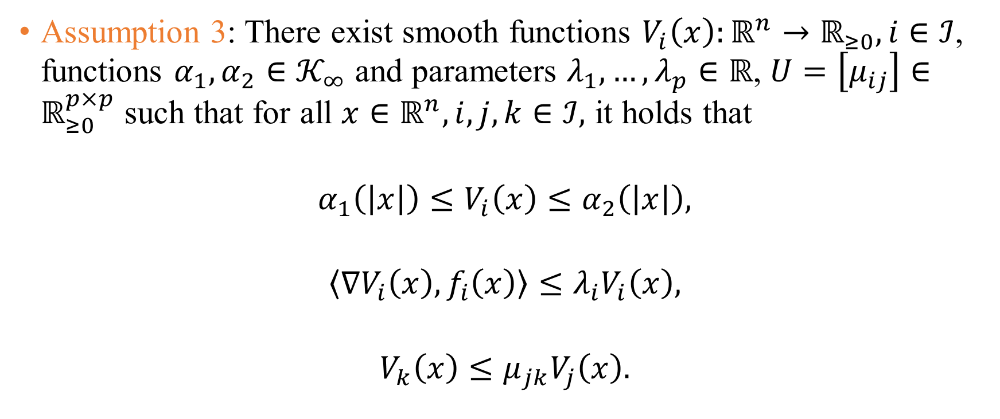 • Assumption 3: There exist smooth functions $V_i(x): \mathbb{R}^n \to \mathbb{R}_{\geq 0}, i \in \mathcal{I}$,
functions $\alpha_1, \alpha_2 \in \mathcal{K}_\infty$ and parameters $\lambda_1, \ldots, \lambda_p \in \mathbb{R}$, $U = [\mu_{ij}] \in$
$\mathbb{R}_{\geq 0}^{p \times p}$ such that for all $x \in \mathbb{R}^n, i, j, k \in \mathcal{I}$, it holds that
$\alpha_1(|x|) \leq V_i(x) \leq \alpha_2(|x|),$
$\langle \nabla V_i(x), f_i(x) \rangle \leq \lambda_i V_i(x),$
$V_k(x) \leq \mu_{jk} V_j(x).$